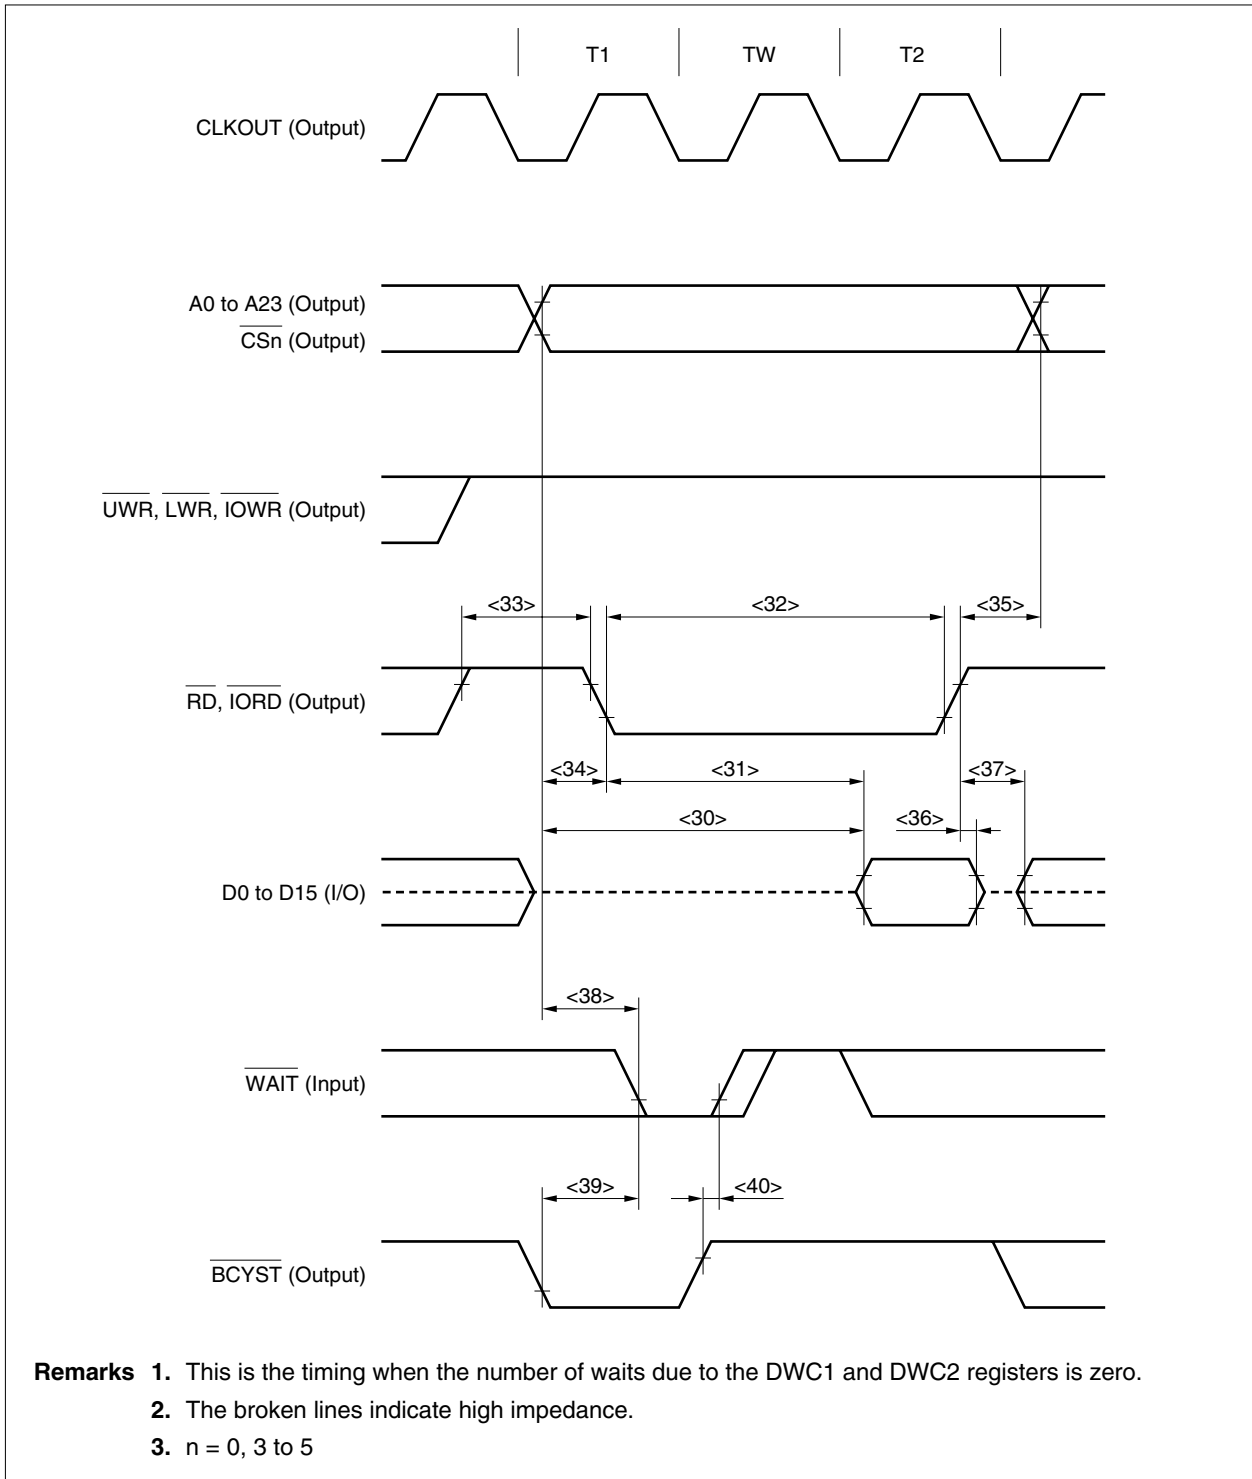 T1 TW T2
CLKOUT (Output)
A0 to A23 (Output)
CSn (Output)
UWR, LWR, IOWR (Output)
<33> <32> <35>
RD, IORD (Output)
<34> <31> <37>
<30> <36>
D0 to D15 (I/O)
<38>
WAIT (Input)
<39> <40>
BCYST (Output)
Remarks 1. This is the timing when the number of waits due to the DWC1 and DWC2 registers is zero.
2. The broken lines indicate high impedance.
3. n = 0, 3 to 5